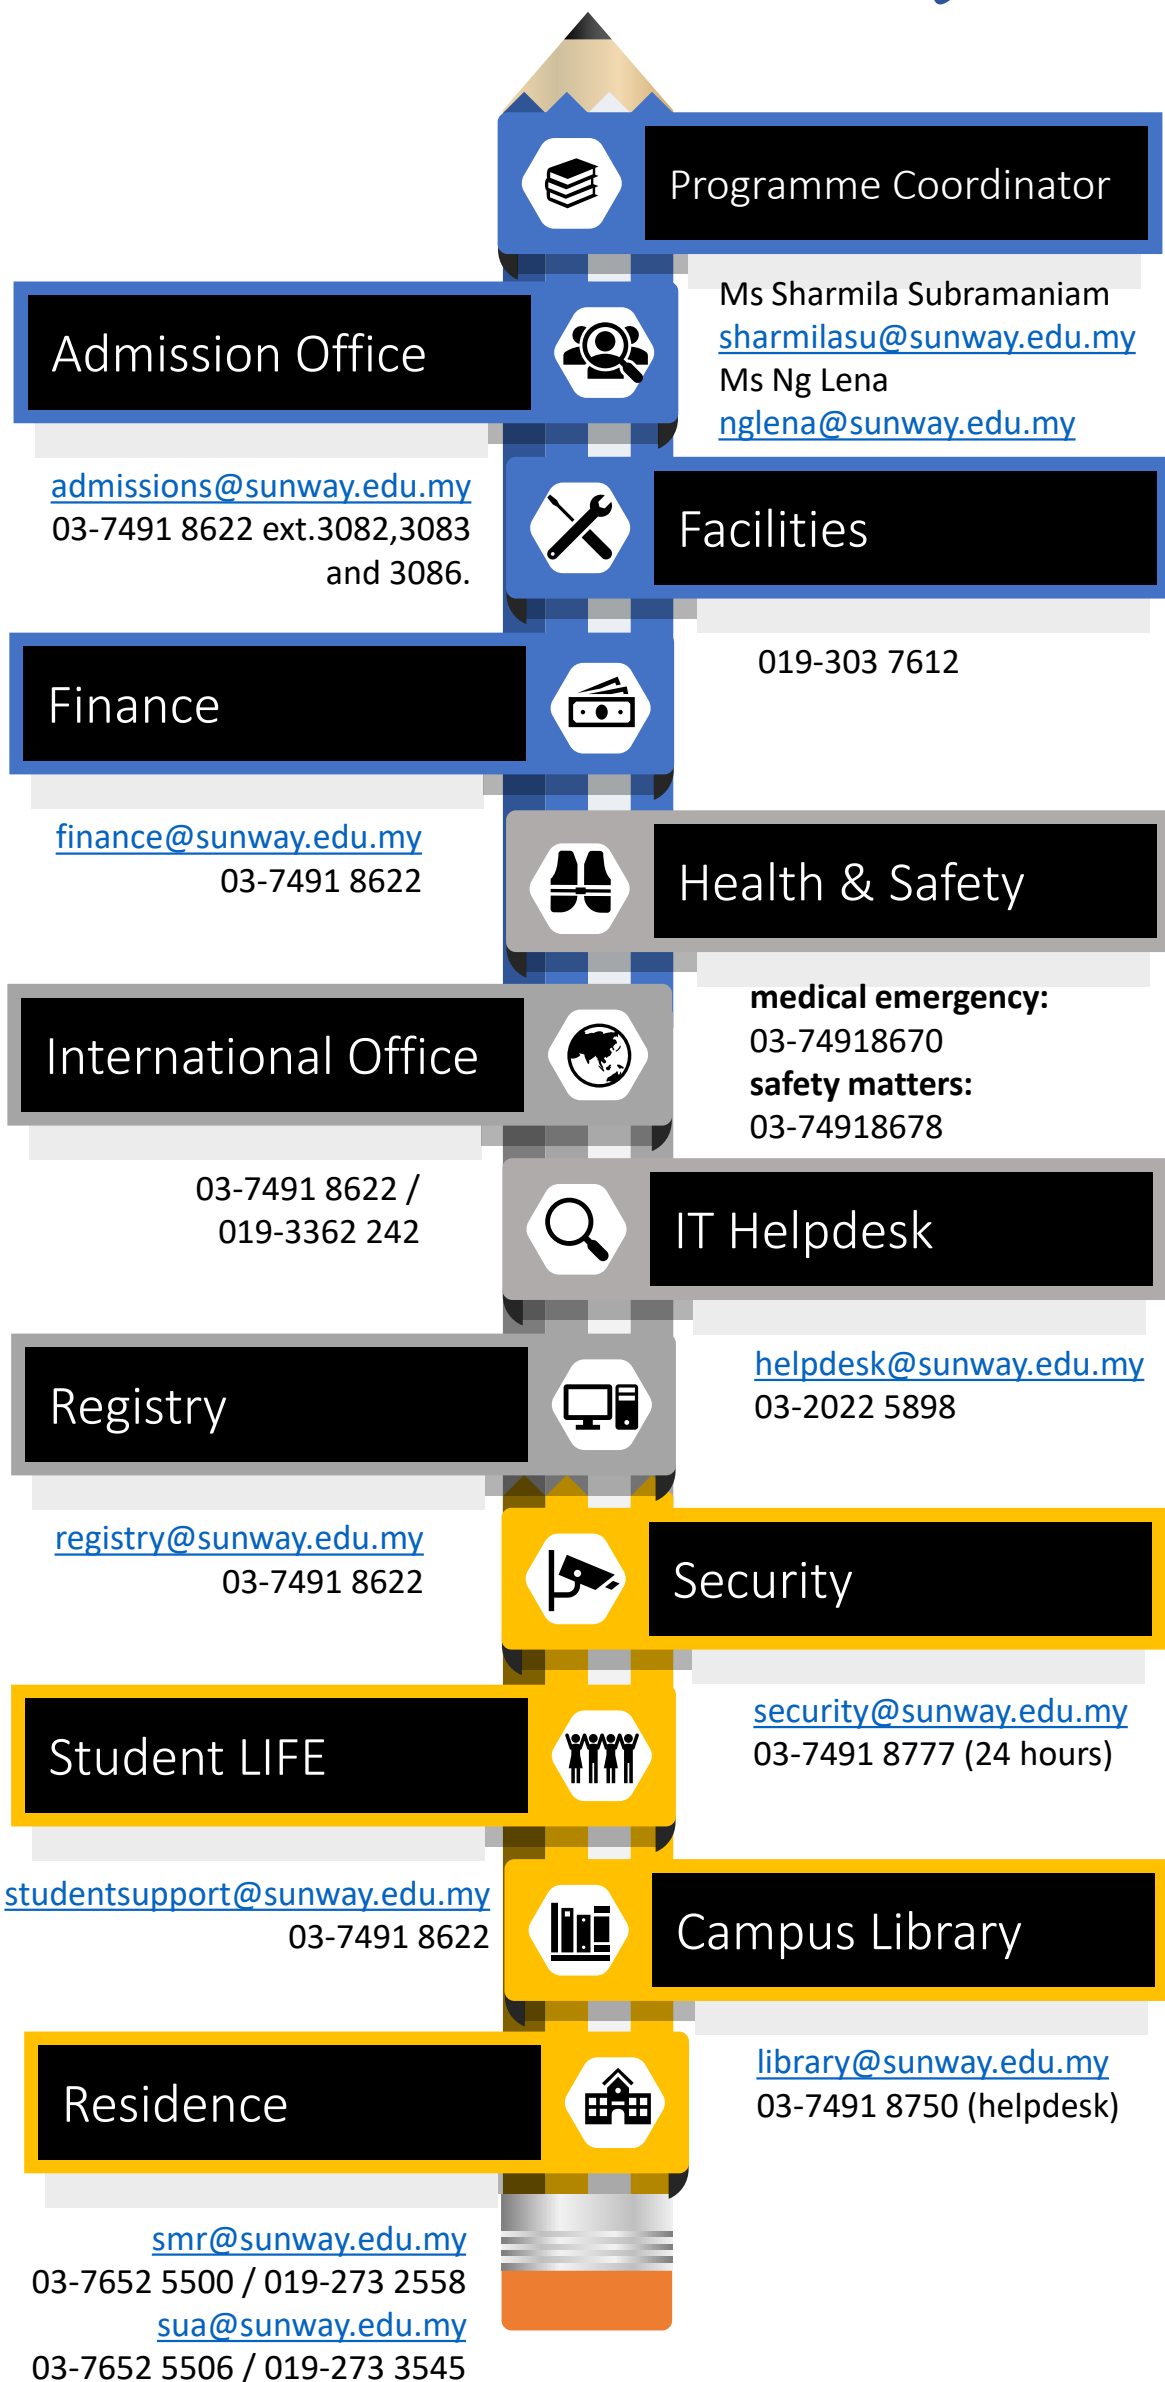 Programme Coordinator
Ms Sharmila Subramaniam
sharmilasu@sunway.edu.my
Ms Ng Lena
nglena@sunway.edu.my
Admission Office
admissions@sunway.edu.my
03-7491 8622 ext.3082,3083
and 3086.
Facilities
019-303 7612
Finance
finance@sunway.edu.my
03-7491 8622
Health & Safety
medical emergency:
03-74918670
safety matters:
03-74918678
International Office
03-7491 8622 /
019-3362 242
IT Helpdesk
helpdesk@sunway.edu.my
03-2022 5898
Registry
registry@sunway.edu.my
03-7491 8622
Security
security@sunway.edu.my
03-7491 8777 (24 hours)
Student LIFE
studentsupport@sunway.edu.my
03-7491 8622
Campus Library
library@sunway.edu.my
03-7491 8750 (helpdesk)
Residence
smr@sunway.edu.my
03-7652 5500 / 019-273 2558
sua@sunway.edu.my
03-7652 5506 / 019-273 3545